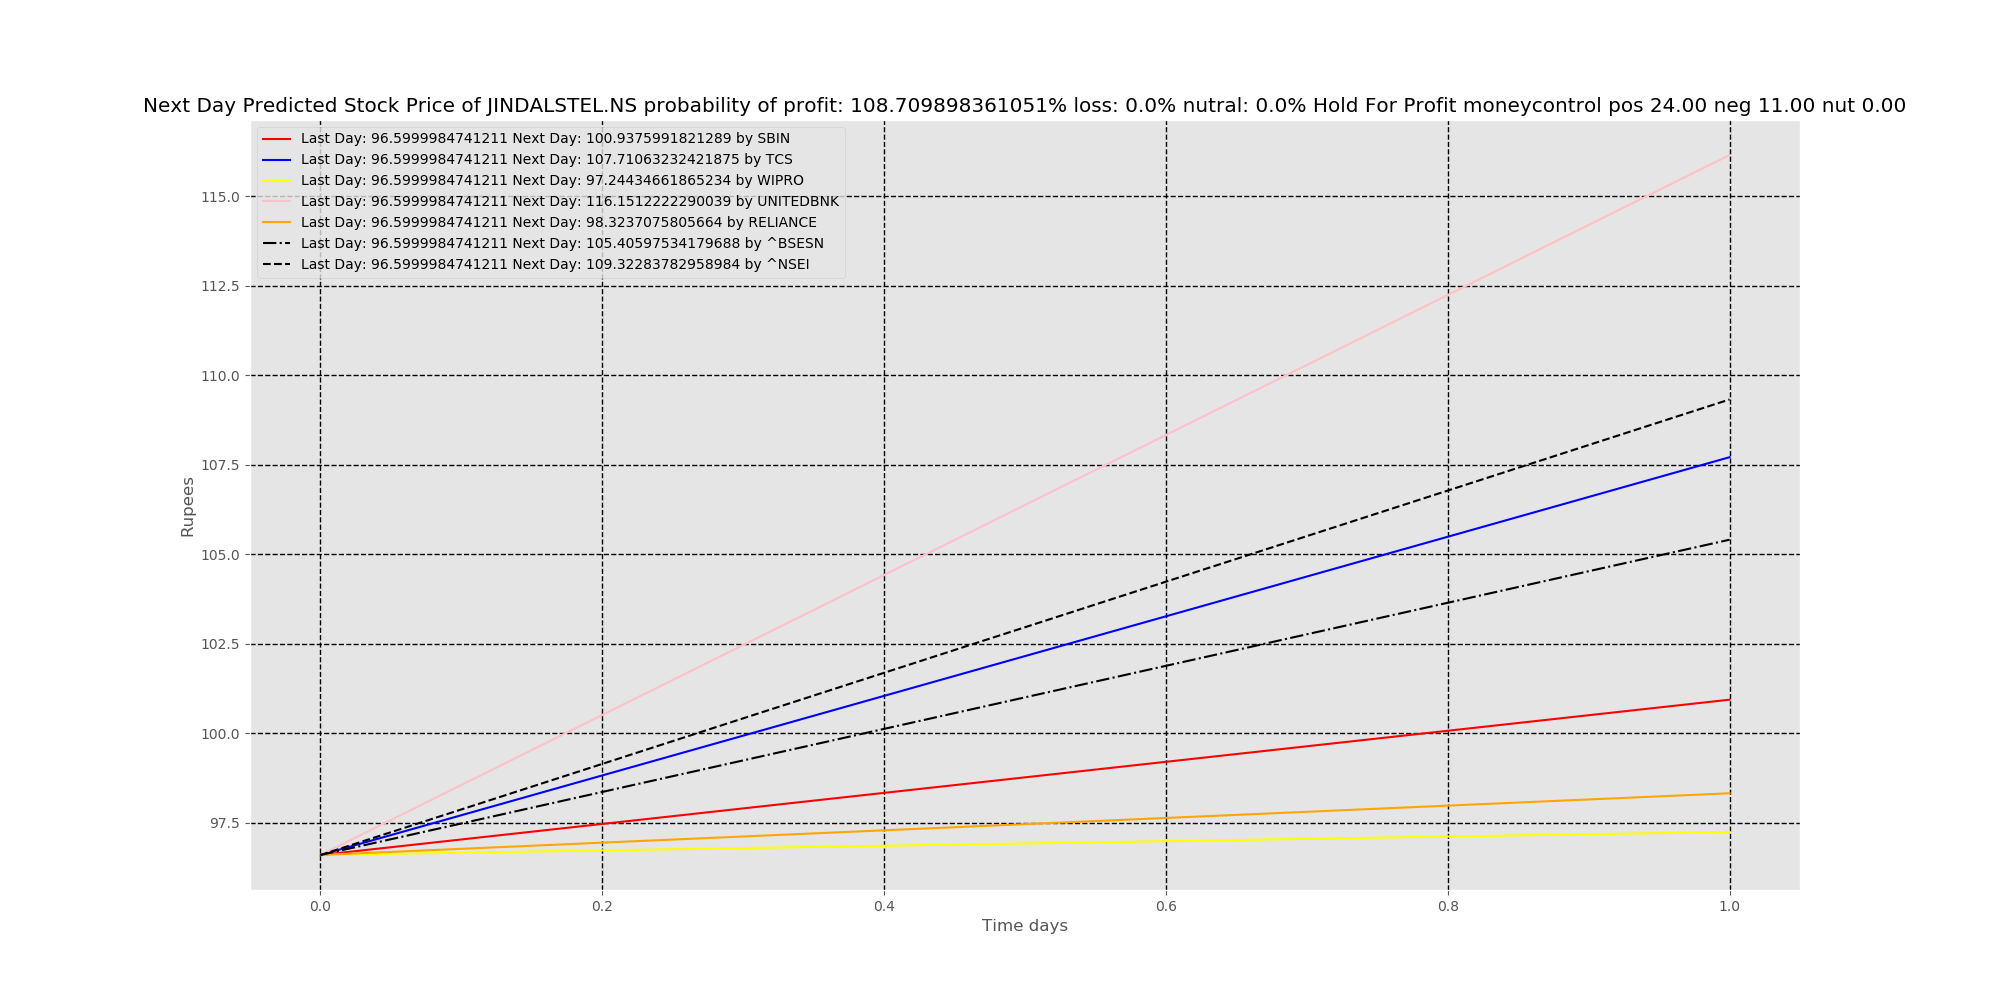 Next Day Predicted Stock Price of JINDALSTEL.NS probability of profit: 108.709898361051% loss: 0.0% nutral: 0.0% Hold For Profit moneycontrol pos 24.00 neg 11.00 nut 0.00
Last Day: 96.5999984741211 Next Day: 100.9375991821289 by SBIN
Last Day: 96.5999984741211 Next Day: 107.71063232421875 by TCS
Last Day: 96.5999984741211 Next Day: 97.24434661865234 by WIPRO
Last Day: 96.5999984741211 Next Day: 116.1512222290039 by UNITEDBNK
Last Day: 96.5999984741211 Next Day: 98.3237075805664 by RELIANCE
Last Day: 96.5999984741211 Next Day: 105.40597534179688 by ^BSESN
Last Day: 96.5999984741211 Next Day: 109.32283782958984 by ^NSEI
115.0
112.5
110.0
107.5
105.0
102.5
100.0
97.5
Rupees
0.0 0.2 0.4 0.6 0.8 1.0
Time days